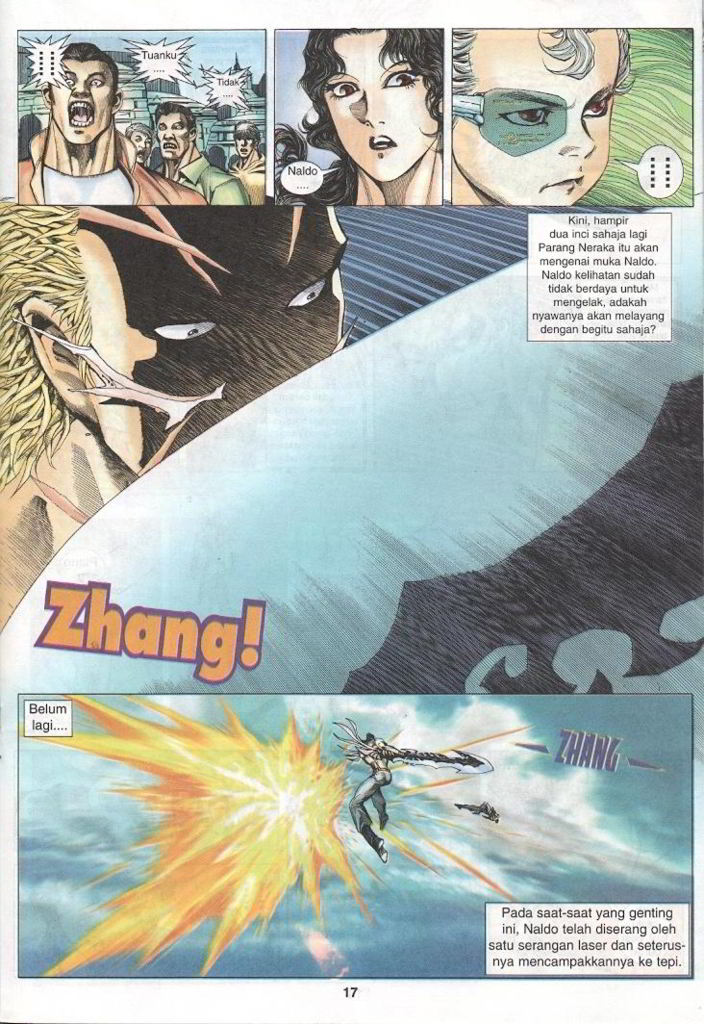 Tuanku
....
Tidak
....
Naldo
....
Kini, hampir
dua inci sahaja lagi
Parang Neraka itu akan
mengenai muka Naldo.
Naldo kelihatan sudah
tidak berdaya untuk
mengelak, adakah
nyawanya akan melayang
dengan begitu sahaja?
Zhang!
Belum
lagi....
ZHANG
Pada saat-saat yang genting
ini, Naldo telah diserang oleh
satu serangan laser dan seterus-
nya mencampakkannya ke tepi.
17